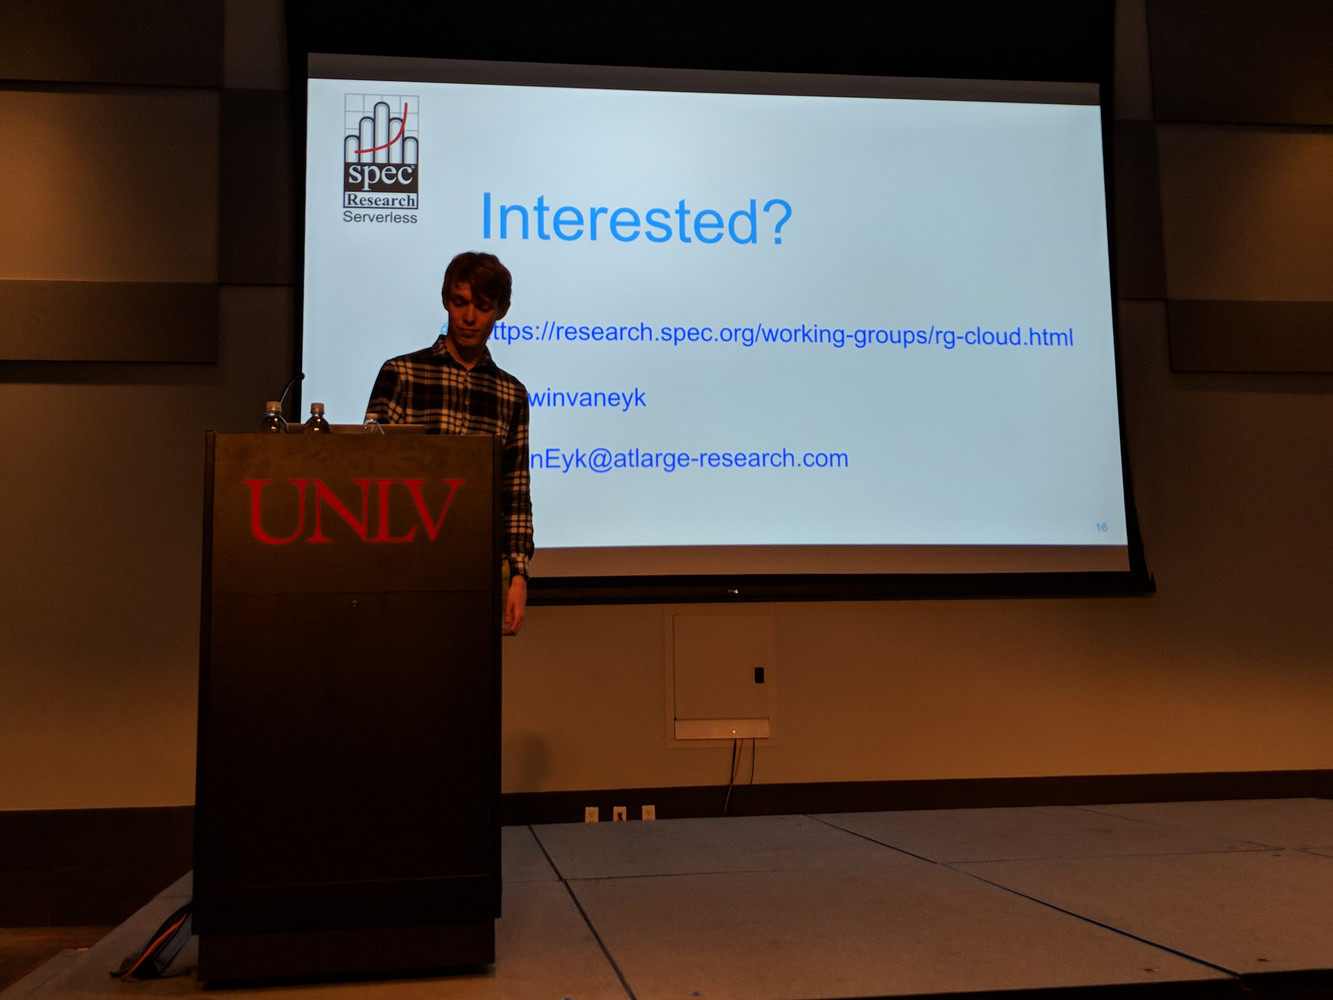 spec
Research
Serverless
Interested?
ttps://research.spec.org/working-groups/rg-cloud.html
winvaneyk
nEyk@atlarge-research.com
16
UNLV